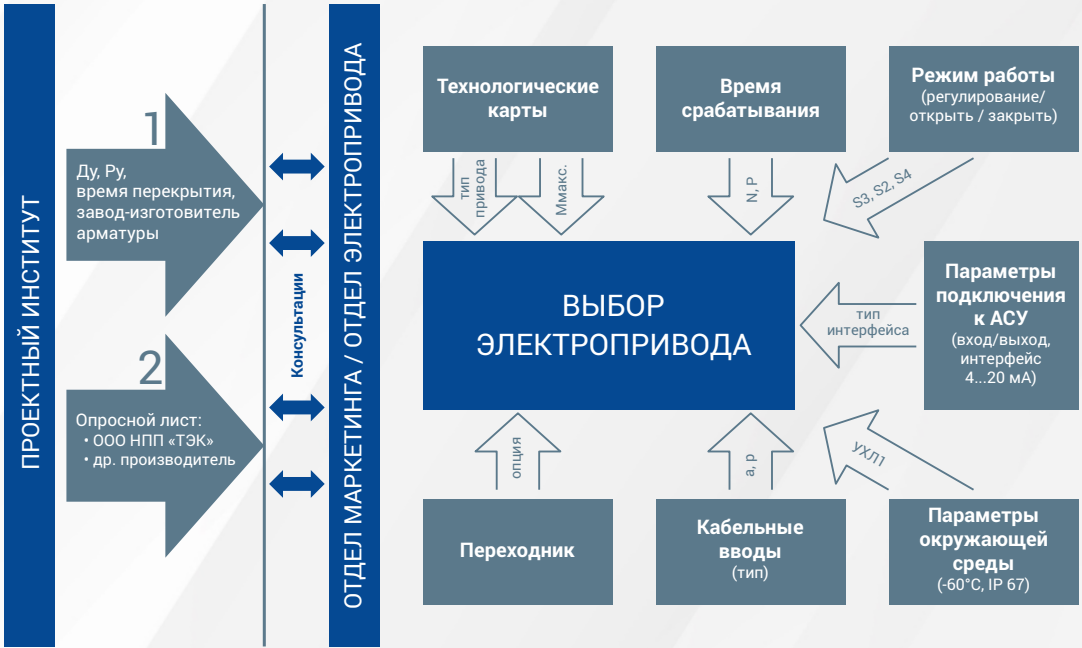 ПРОЕКТНЫЙ ИНСТИТУТ
1
Ду, Ру,
время перекрытия,
завод-изготовитель
арматуры
2
Опросной лист:
• ООО НПП «ТЭК»
• др. производитель
Консультации
ОТДЕЛ МАРКЕТИНГА / ОТДЕЛ ЭЛЕКТРОПРИВОДА
Технологические
карты
Время
срабатывания
Режим работы
(регулирование/
открыть / закрыть)
тип
привода
Ммакс.
N, P
S3, S2, S4
ВЫБОР
ЭЛЕКТРОПРИВОДА
тип
интерфейса
Параметры
подключения
к АСУ
(вход/выход,
интерфейс
4...20 мА)
опция
а, р
УХЛ1
Переходник
Кабельные
вводы
(тип)
Параметры
окружающей
среды
(-60°С, IP 67)